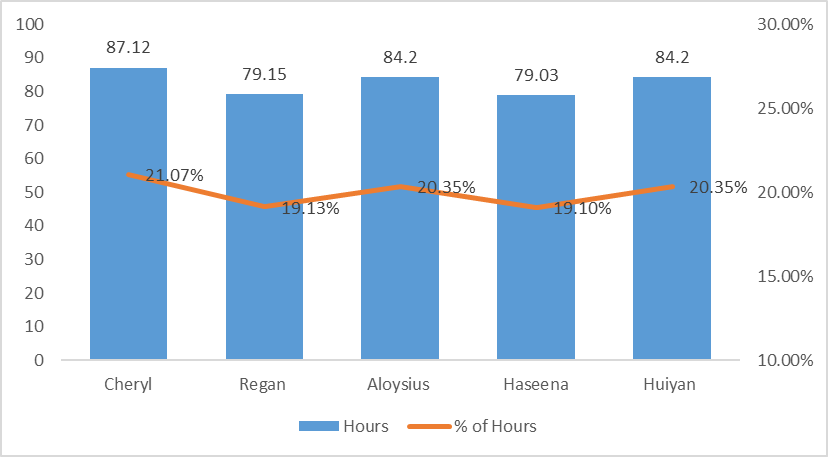 100 30.00%
87.12
90 79.15 84.2 79.03 84.2
80 25.00%
70
60
21.07%
50 19.13% 20.35% 19.10% 20.35% 20.00%
40
30 15.00%
20
10
0 10.00%
Cheryl Regan Aloysius Haseena Huiyan
Hours % of Hours